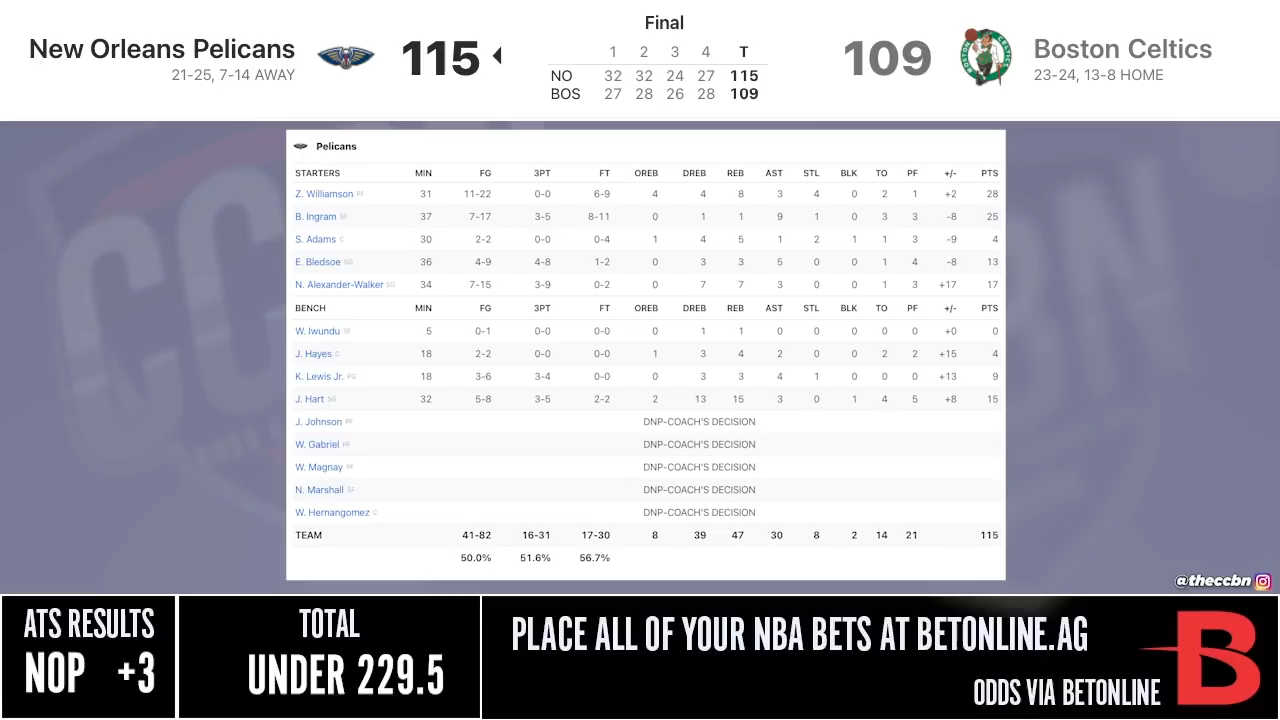 Final
New Orleans Pelicans 115 109 Boston Celtics
21-25, 7-14 AWAY 23-24, 13-8 HOME
1 2 3 4 T
NO 32 32 24 27 115
BOS 27 28 26 28 109
Pelicans
STARTERS MIN FG 3PT FT OREB DREB REB AST STL BLK TO PF +/- PTS
Z. Williamson PF 31 11-22 0-0 6-9 4 4 8 3 4 0 2 1 +2 28
B. Ingram SF 37 7-17 3-5 8-11 0 1 1 9 1 0 3 3 -8 25
S. Adams C 30 2-2 0-0 0-4 1 4 5 1 2 1 1 3 -9 4
E. Bledsoe SG 36 4-9 4-8 1-2 0 3 3 5 0 0 1 4 -8 13
N. Alexander-Walker SG 34 7-15 3-9 0-2 0 7 7 3 0 0 1 3 +17 17
BENCH MIN FG 3PT FT OREB DREB REB AST STL BLK TO PF +/- PTS
W. Iwundu SF 5 0-1 0-0 0-0 0 1 1 0 0 0 0 0 +0 0
J. Hayes C 18 2-2 0-0 0-0 1 3 4 2 0 0 2 2 +15 4
K. Lewis Jr. PG 18 3-6 3-4 0-0 0 3 3 4 1 0 0 0 +13 9
J. Hart SG 32 5-8 3-5 2-2 2 13 15 3 0 1 4 5 +8 15
J. Johnson PF DNP-COACH'S DECISION
W. Gabriel PF DNP-COACH'S DECISION
W. Magnay PF DNP-COACH'S DECISION
N. Marshall SF DNP-COACH'S DECISION
W. Hernangomez C DNP-COACH'S DECISION
TEAM 41-82 16-31 17-30 8 39 47 30 8 2 14 21 115
50.0% 51.6% 56.7%
@theccbn
ATS RESULTS
NOP +3
TOTAL
UNDER 229.5
PLACE ALL OF YOUR NBA BETS AT BETONLINE.AG
ODDS VIA BETONLINE
B